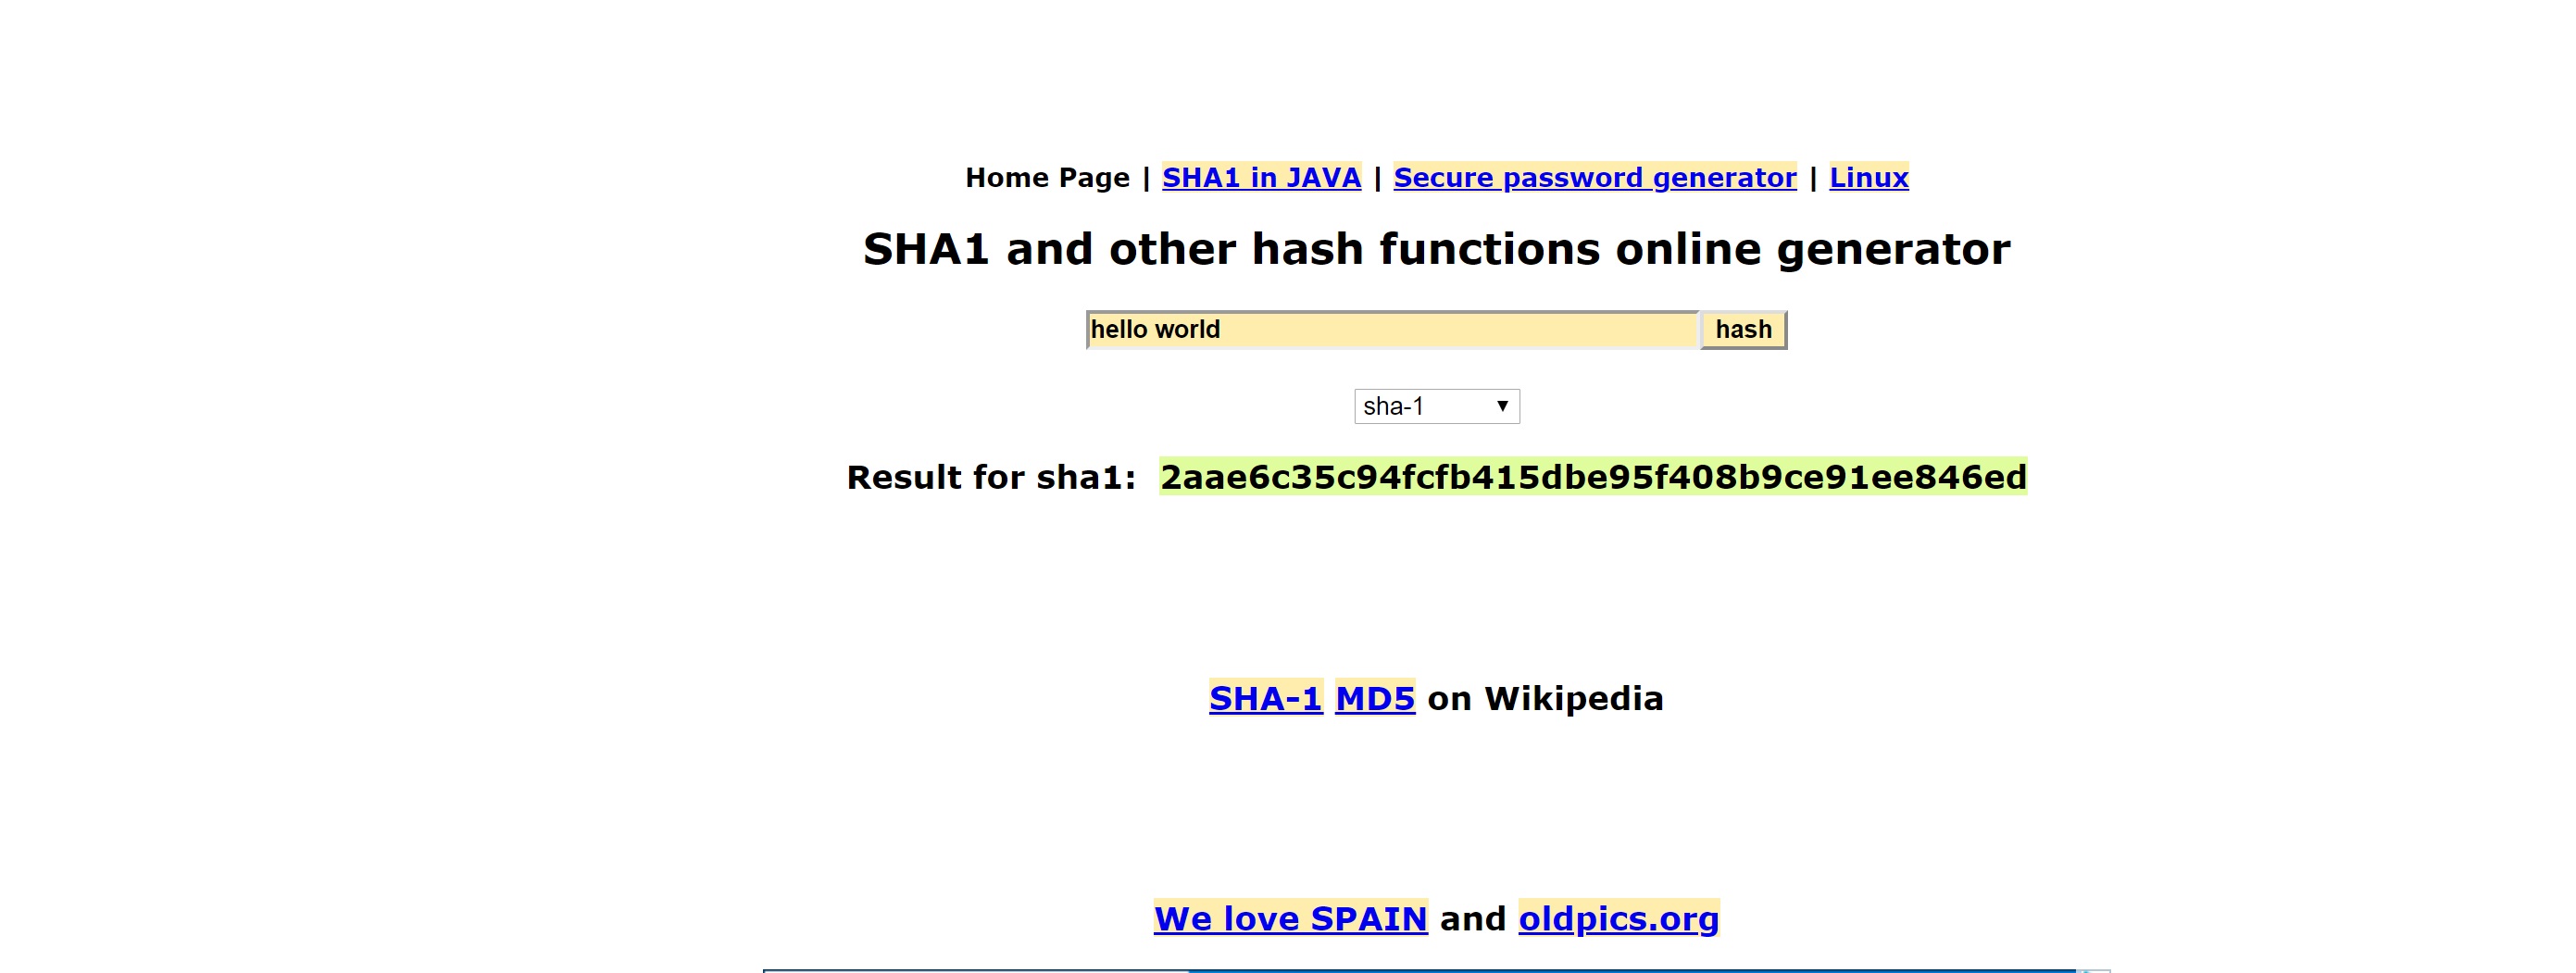 Home Page | SHA1 in JAVA | Secure password generator | Linux
SHA1 and other hash functions online generator
hello world hash
sha-1
Result for sha1: 2aae6c35c94fcfb415dbe95f408b9ce91ee846ed
SHA-1 MD5 on Wikipedia
We love SPAIN and oldpics.org